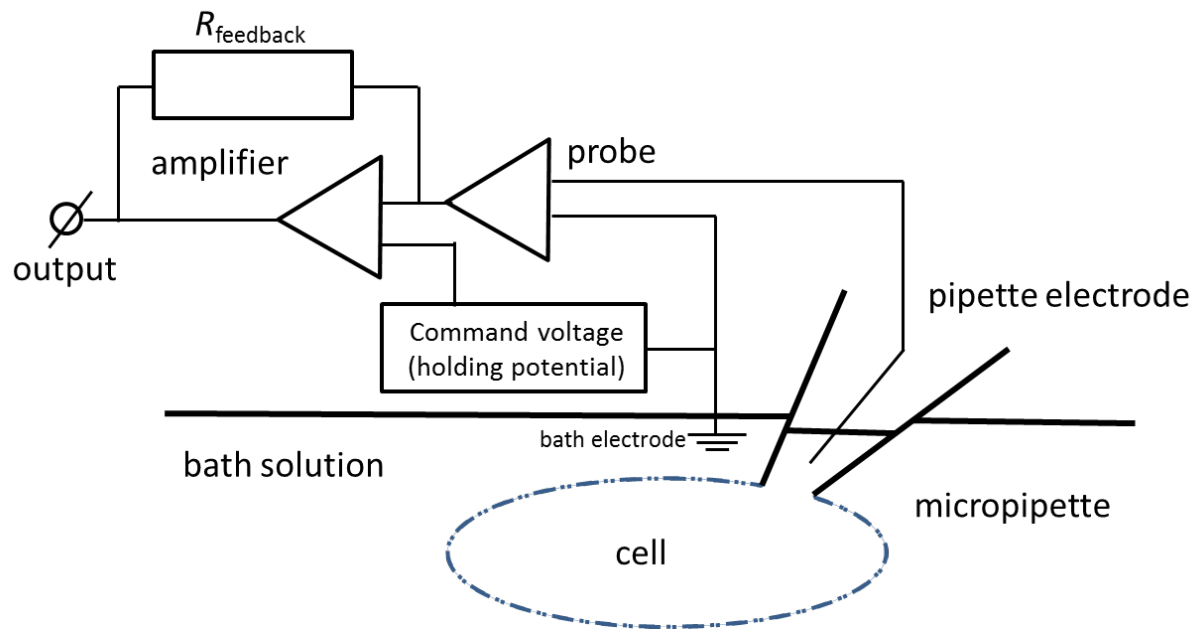 Rfeedback
amplifier
probe
output
pipette electrode
Command voltage
(holding potential)
bath electrode
bath solution
micropipette
cell